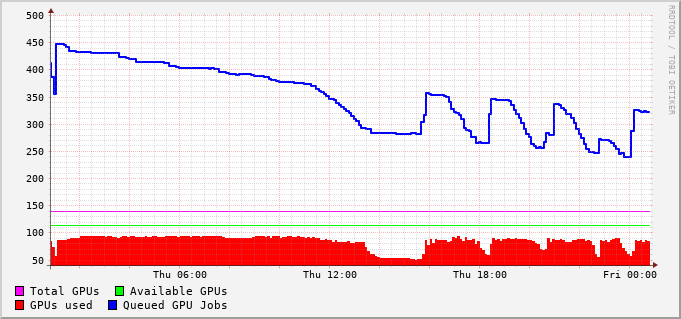 500
450
400
350
300
250
200
150
100
50
Thu 06:00 Thu 12:00 Thu 18:00 Fri 00:00
Total GPUs Available GPUs
GPUs used Queued GPU Jobs
RRDTOOL / TOBI OETIKER